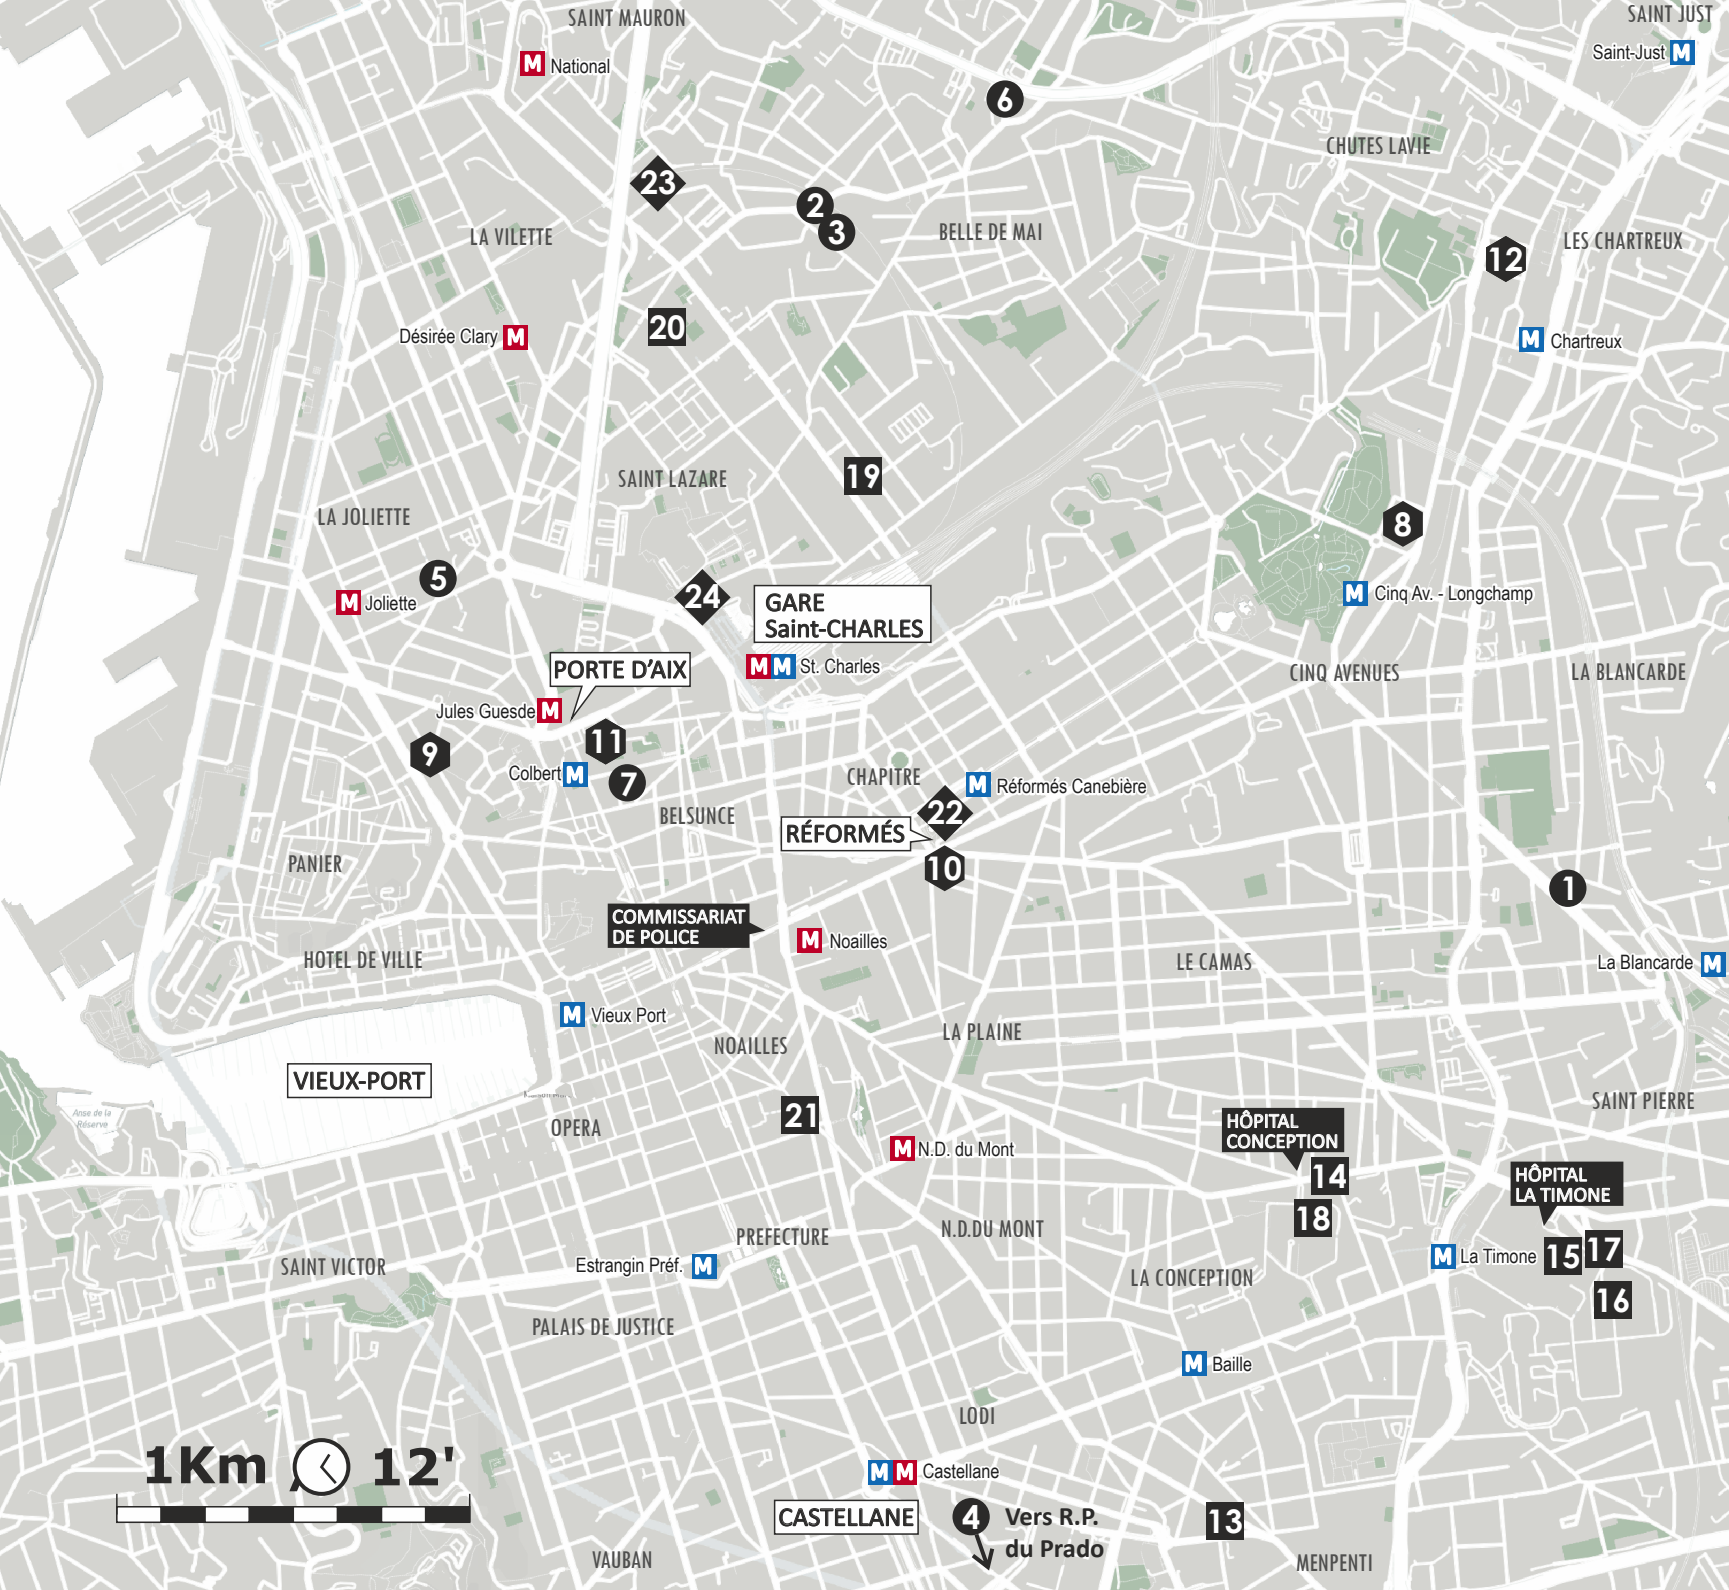 SAINT MAURON
SAINT JUST
Saint-Just M
M National
6
CHUTES LAVIE
23
2
3
LA VILETTE
BELLE DE MAI
LES CHARTREUX
12
20
Désirée Clary M
M Chartreux
SAINT LAZARE
19
LA JOLIETTE
8
5
M Joliette
24
GARE
Saint-CHARLES
M Cinq Av. - Longchamp
PORTE D'AIX
M M St. Charles
CINQ AVENUES
LA BLANCARDE
Jules Guesde M
11
9
Colbert M
7
CHAPITRE
M Réformés Canebière
BELSUNCE
22
RÉFORMÉS
10
PANIER
1
COMMISSARIAT
DE POLICE
M Noailles
HOTEL DE VILLE
LE CAMAS
La Blancarde M
M Vieux Port
NOAILLES
LA PLAINE
VIEUX-PORT
Anse de la
Réserve
OPERA
21
SAINT PIERRE
HÔPITAL
CONCEPTION
M N.D. du Mont
14
HÔPITAL
LA TIMONE
18
PREFECTURE
N.D.DU MONT
SAINT VICTOR
Estrangin Préf. M
M La Timone
15
17
LA CONCEPTION
16
PALAIS DE JUSTICE
M Baille
LODI
1Km 12'
M M Castellane
CASTELLANE
4
Vers R.P.
du Prado
13
VAUBAN
MENPENTI